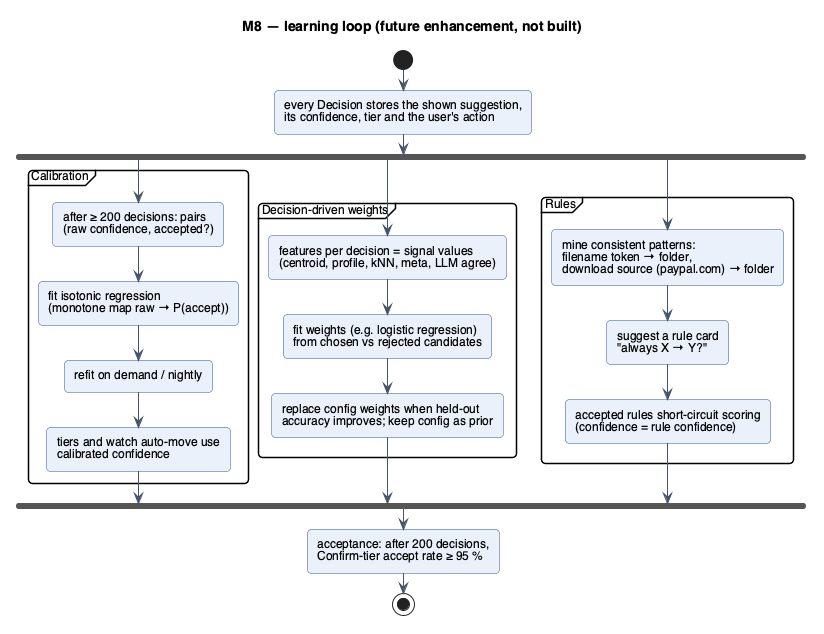 M8 — learning loop (future enhancement, not built)
every Decision stores the shown suggestion,
its confidence, tier and the user's action
Calibration
after ≥ 200 decisions: pairs
(raw confidence, accepted?)
fit isotonic regression
(monotone map raw → P(accept))
refit on demand / nightly
tiers and watch auto-move use
calibrated confidence
Decision-driven weights
features per decision = signal values
(centroid, profile, kNN, meta, LLM agree)
fit weights (e.g. logistic regression)
from chosen vs rejected candidates
replace config weights when held-out
accuracy improves; keep config as prior
Rules
mine consistent patterns:
filename token → folder,
download source (paypal.com) → folder
suggest a rule card
"always X → Y?"
accepted rules short-circuit scoring
(confidence = rule confidence)
acceptance: after 200 decisions,
Confirm-tier accept rate ≥ 95 %